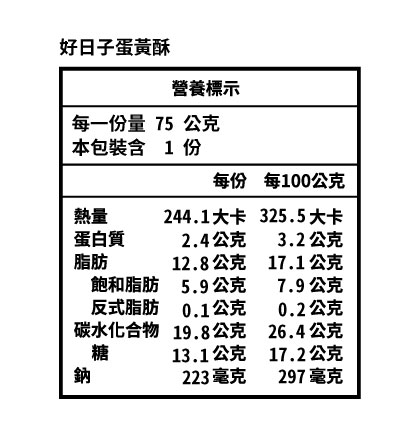 好日子蛋黃酥
營養標示
每一份量 75 公克
本包裝含 1 份
每份 每100公克
熱量 244.1大卡 325.5大卡
蛋白質 2.4公克 3.2公克
脂肪 12.8公克 17.1公克
飽和脂肪 5.9公克 7.9公克
反式脂肪 0.1公克 0.2公克
碳水化合物 19.8公克 26.4公克
糖 13.1公克 17.2公克
鈉 223毫克 297毫克